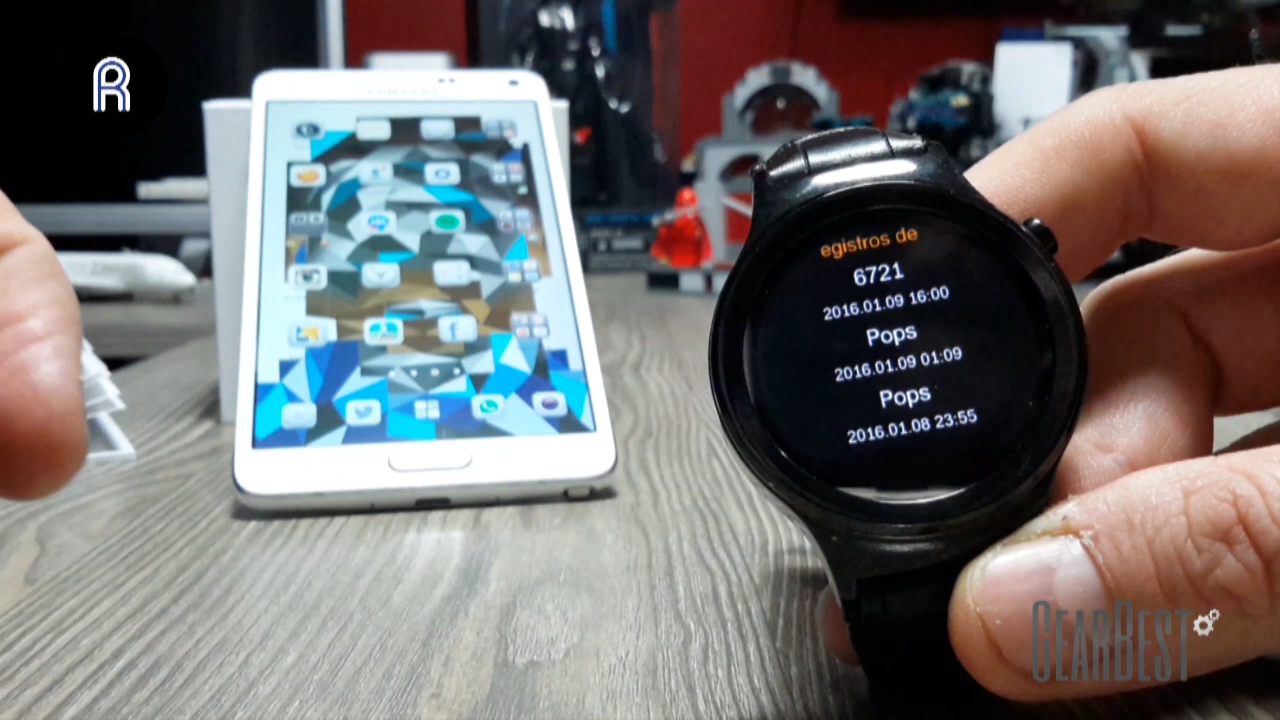 R
SAMSUNG
egistros de
6721
2016.01.09 16:00
Pops
2016.01.09 01:09
Pops
2016.01.08 23:55
GEARBEST